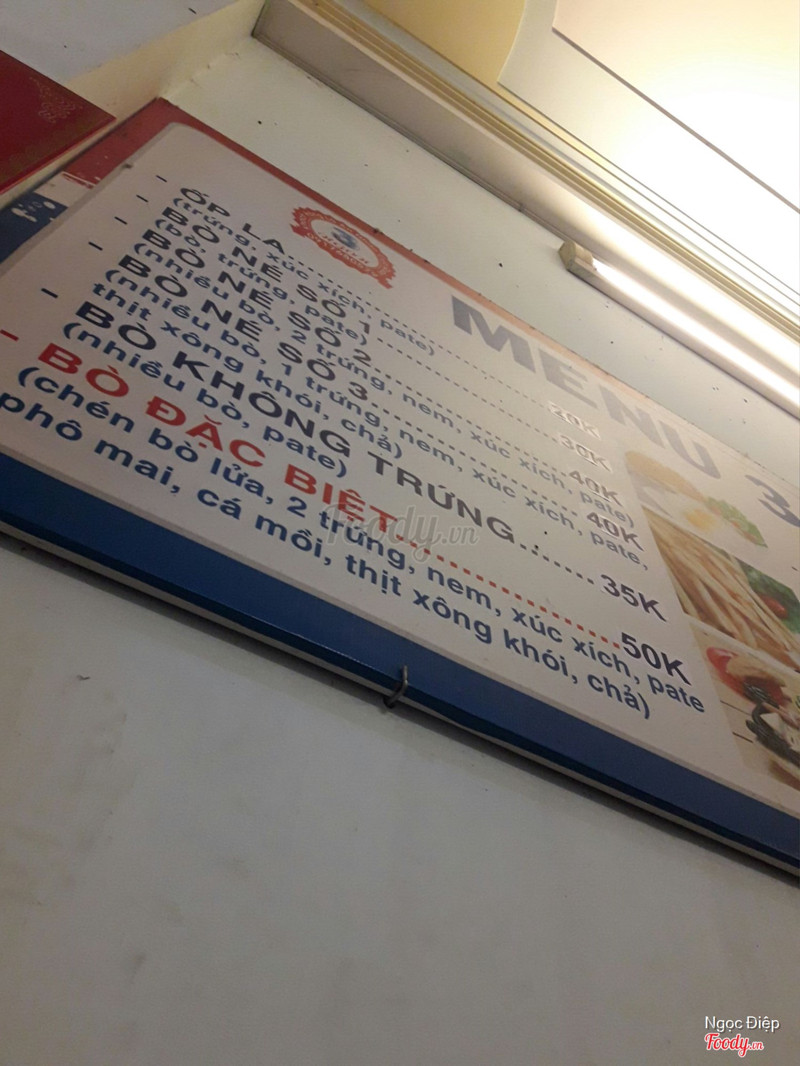 MENU 3
- ỐP LA........................20K
(trứng, xúc xích, pate)
- BÒ NÉ SỐ 1........................30K
(bò, trứng, pate)
- BÒ NÉ SỐ 2........................40K
(nhiều bò, 2 trứng, nem, xúc xích, pate)
- BÒ NÉ SỐ 3........................40K
(nhiều bò, 1 trứng, nem, xúc xích, pate,
thịt xông khói, chả)
- BÒ KHÔNG TRỨNG........35K
(nhiều bò, pate)
- BÒ ĐẶC BIỆT........................50K
(chén bò lửa, 2 trứng, nem, xúc xích, pate
phô mai, cá mồi, thịt xông khói, chả)
Foody.vn
Ngọc Điệp
Foody.vn